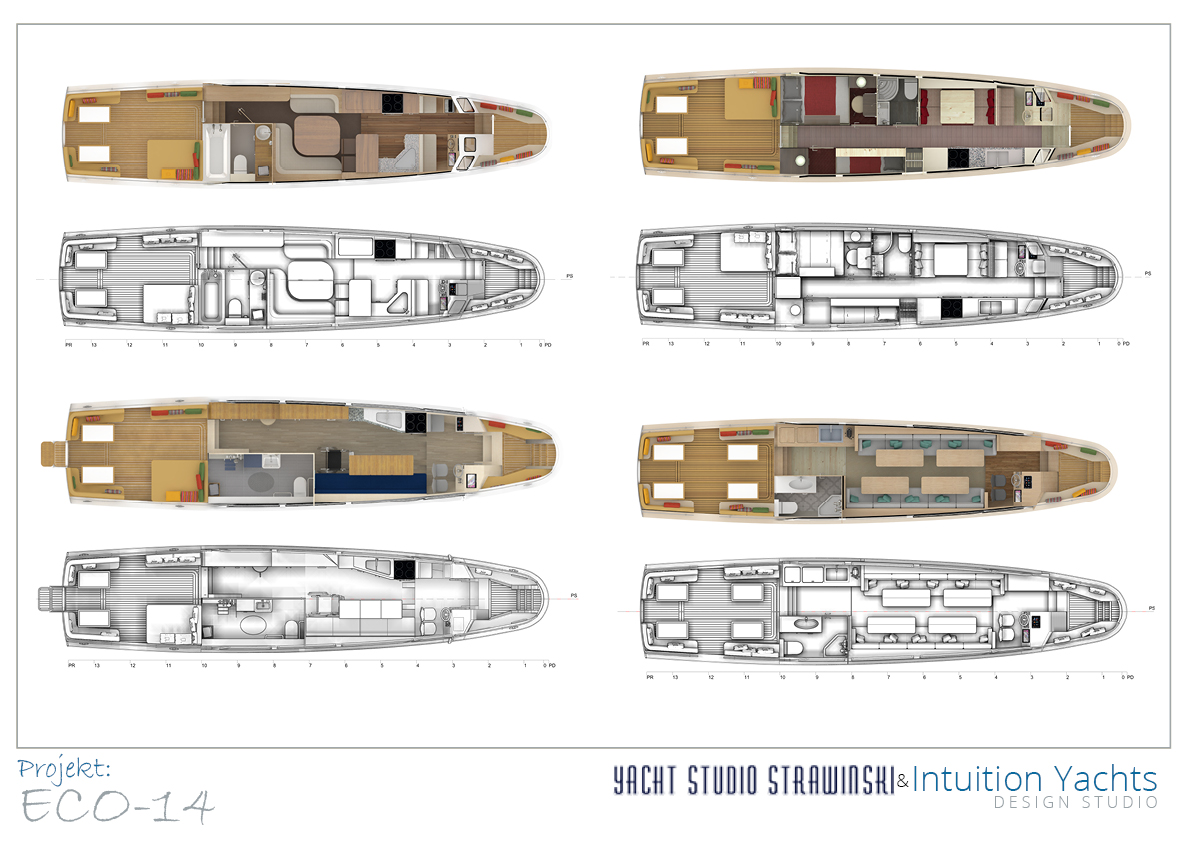 PS
PR 13 12 11 10 9 8 7 6 5 4 3 2 1 0 PD
PS
PR 13 12 11 10 9 8 7 6 5 4 3 2 1 0 PD
PS
PR 13 12 11 10 9 8 7 6 5 4 3 2 1 0 PD
PS
PR 13 12 11 10 9 8 7 6 5 4 3 2 1 0 PD
Projekt:
ECO-14
YACHT STUDIO STRAWINSKI & Intuition Yachts
DESIGN STUDIO